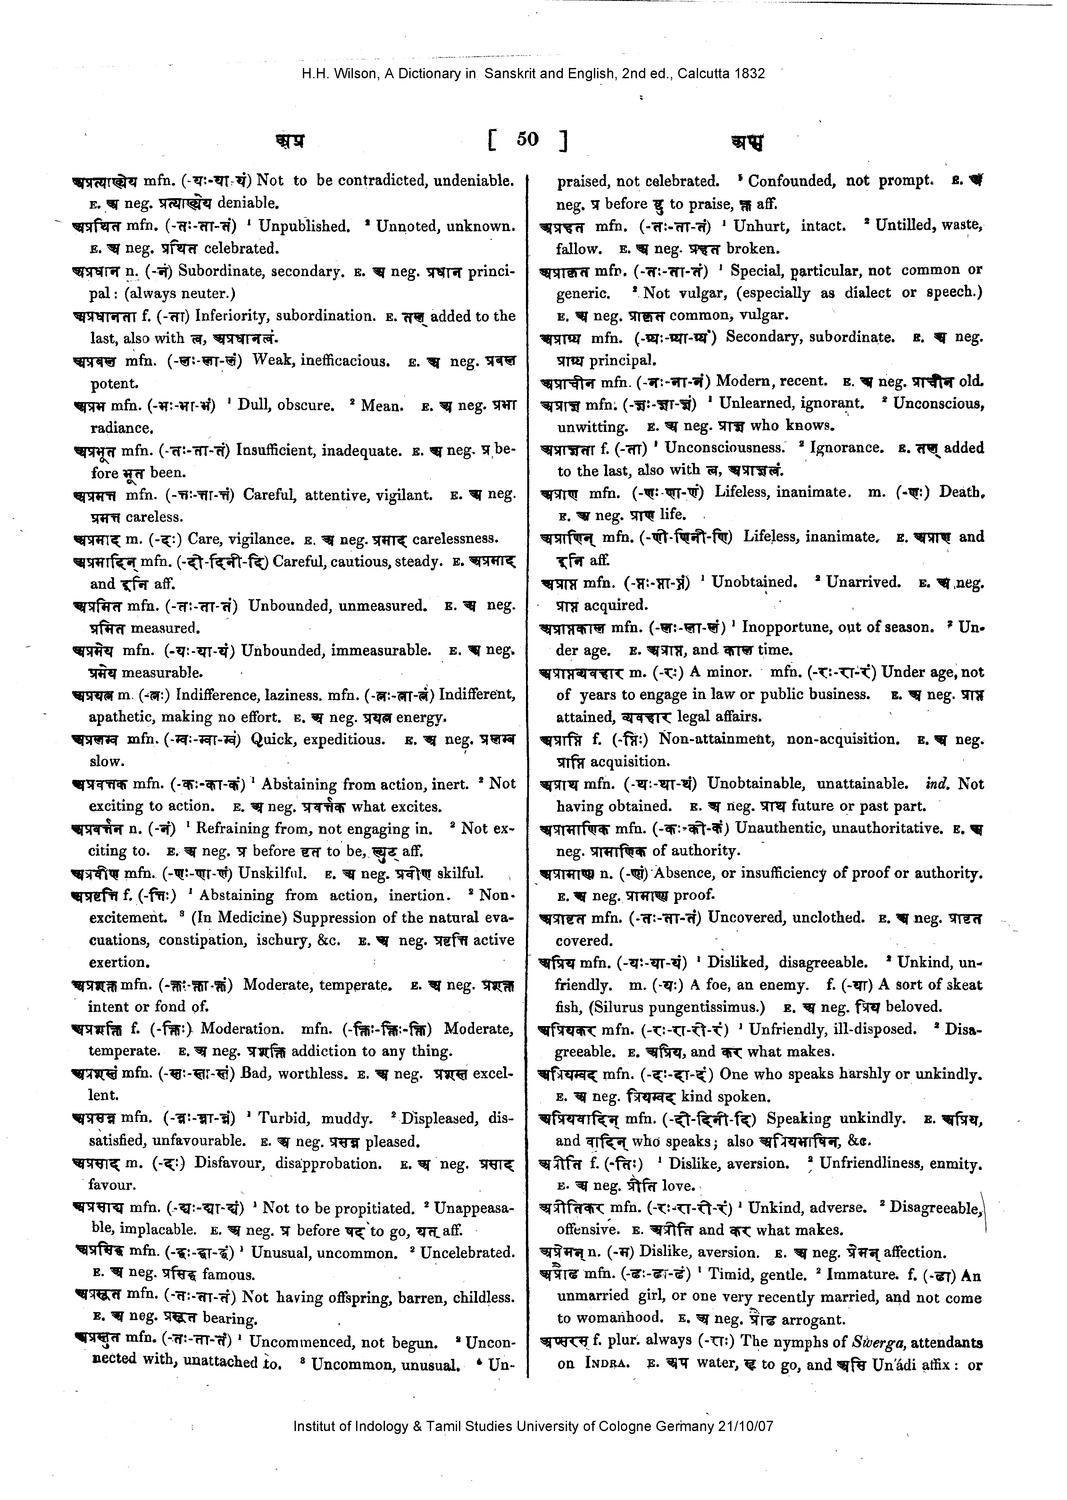 H.H. Wilson, A Dictionary in Sanskrit and English, 2nd ed., Calcutta 1832
अप्र [ 50 ] अप्स
अप्रत्याख्येय mfn. (-यः-या-यं) Not to be contradicted, undeniable.
E. अ neg. प्रत्याख्येय deniable.
अप्रथित mfn. (-तः-ता-तं) ¹ Unpublished. ² Unnoted, unknown.
E. अ neg. प्रथित celebrated.
अप्रधान n. (-नं) Subordinate, secondary. E. अ neg. प्रधान princi-
pal : (always neuter.)
अप्रधानता f. (-ता) Inferiority, subordination. E. तल् added to the
last, also with त्व, अप्रधानत्वं.
अप्रबल mfn. (-लः-ला-लं) Weak, inefficacious. E. अ neg. प्रबल
potent.
अप्रभ mfn. (-भः-भा-भं) ¹ Dull, obscure. ² Mean. E. अ neg. प्रभा
radiance.
अप्रभूत mfn. (-तः-ता-तं) Insufficient, inadequate. E. अ neg. प्र be-
fore भूत been.
अप्रमत्त mfn. (-त्तः-त्ता-त्तं) Careful, attentive, vigilant. E. अ neg.
प्रमत्त careless.
अप्रमाद m. (-दः) Care, vigilance. E. अ neg. प्रमाद carelessness.
अप्रमादिन् mfn. (-दी-दिनी-दि) Careful, cautious, steady. E. अप्रमाद
and इनि aff.
अप्रमित mfn. (-तः-ता-तं) Unbounded, unmeasured. E. अ neg.
प्रमित measured.
अप्रमेय mfn. (-यः-या-यं) Unbounded, immeasurable. E. अ neg.
प्रमेय measurable.
अप्रयत्न m. (-त्नः) Indifference, laziness. mfn. (-त्नः-त्ना-त्नं) Indifferent,
apathetic, making no effort. E. अ neg. प्रयत्न energy.
अप्रलम्ब mfn. (-म्बः-म्बा-म्बं) Quick, expeditious. E. अ neg. प्रलम्ब
slow.
अप्रवर्त्तक mfn. (-कः-का-कं) ¹ Abstaining from action, inert. ² Not
exciting to action. E. अ neg. प्रवर्त्तक what excites.
अप्रवर्त्तन n. (-नं) ¹ Refraining from, not engaging in. ² Not ex-
citing to. E. अ neg. प्र before वृत to be, ल्युट् aff.
अप्रवीण mfn. (-णः-णा-णं) Unskilful. E. अ neg. प्रवीण skilful.
अप्रवृत्ति f. (-त्तिः) ¹ Abstaining from action, inertion. ² Non-
excitement. ³ (In Medicine) Suppression of the natural eva-
cuations, constipation, ischury, &c. E. अ neg. प्रवृत्ति active
exertion.
अप्रशक्त mfn. (-क्तः-क्ता-क्तं) Moderate, temperate. E. अ neg. प्रशक्त
intent or fond of.
अप्रशक्ति f. (-क्तिः) Moderation. mfn. (-क्तिः-क्तिः-क्ति) Moderate,
temperate. E. अ neg. प्रशक्ति addiction to any thing.
अप्रशस्तं mfn. (-स्तः-स्ता-स्तं) Bad, worthless. E. अ neg. प्रशस्त excel-
lent.
अप्रसन्न mfn. (-न्नः-न्ना-न्नं) ¹ Turbid, muddy. ² Displeased, dis-
satisfied, unfavourable. E. अ neg. प्रसन्न pleased.
अप्रसाद m. (-दः) Disfavour, disapprobation. E. अ neg. प्रसाद
favour.
अप्रसाद्य mfn. (-द्यः-द्या-द्यं) ¹ Not to be propitiated. ² Unappeasa-
ble, implacable. E. अ neg. प्र before षद to go, यत् aff.
अप्रसिद्ध mfn. (-द्धः-द्धा-द्धं) ¹ Unusual, uncommon. ² Uncelebrated.
E. अ neg. प्रसिद्ध famous.
अप्रसूत mfn. (-तः-ता-तं) Not having offspring, barren, childless.
E. अ neg. प्रसूत bearing.
अप्रस्तुत mfn. (-तः-ता-तं) ¹ Uncommenced, not begun. ² Uncon-
nected with, unattached to. ³ Uncommon, unusual. ⁴ Un-
praised, not celebrated. ⁵ Confounded, not prompt. E. अ
neg. प्र before ष्टु to praise, क्त aff.
अप्रहत mfn. (-तः-ता-तं) ¹ Unhurt, intact. ² Untilled, waste,
fallow. E. अ neg. प्रहत broken.
अप्राकृत mfn. (-तः-ता-तं) ¹ Special, particular, not common or
generic. ² Not vulgar, (especially as dialect or speech.)
E. अ neg. प्राकृत common, vulgar.
अप्राग्र्य mfn. (-ग्र्यः-ग्र्या-ग्र्यं) Secondary, subordinate. E. अ neg.
प्राग्र्य principal.
अप्राचीन mfn. (-नः-ना-नं) Modern, recent. E. अ neg. प्राचीन old.
अप्राज्ञ mfn. (-ज्ञः-ज्ञा-ज्ञं) ¹ Unlearned, ignorant. ² Unconscious,
unwitting. E. अ neg. प्राज्ञ who knows.
अप्राज्ञता f. (-ता) ¹ Unconsciousness. ² Ignorance. E. तल् added
to the last, also with त्व, अप्राज्ञत्वं.
अप्राण mfn. (-णः-णा-णं) Lifeless, inanimate. m. (-णः) Death.
E. अ neg. प्राण life.
अप्राणिन् mfn. (-णी-णिनी-णि) Lifeless, inanimate. E. अप्राण and
इनि aff.
अप्राप्त mfn. (-प्तः-प्ता-प्तं) ¹ Unobtained. ² Unarrived. E. अ neg.
प्राप्त acquired.
अप्राप्तकाल mfn. (-लः-ला-लं) ¹ Inopportune, out of season. ² Un-
der age. E. अप्राप्त, and काल time.
अप्राप्तव्यवहार m. (-रः) A minor. mfn. (-रः-रा-रं) Under age, not
of years to engage in law or public business. E. अ neg. प्राप्त
attained, व्यवहार legal affairs.
अप्राप्ति f. (-प्तिः) Non-attainment, non-acquisition. E. अ neg.
प्राप्ति acquisition.
अप्राय mfn. (-यः-या-यं) Unobtainable, unattainable. ind. Not
having obtained. E. अ neg. प्राय future or past part.
अप्रामाणिक mfn. (-कः-की-कं) Unauthentic, unauthoritative. E. अ
neg. प्रामाणिक of authority.
अप्रामाण्य n. (-ण्यं) Absence, or insufficiency of proof or authority.
E. अ neg. प्रामाण्य proof.
अप्रावृत mfn. (-तः-ता-तं) Uncovered, unclothed. E. अ neg. प्रावृत
covered.
अप्रिय mfn. (-यः-या-यं) ¹ Disliked, disagreeable. ² Unkind, un-
friendly. m. (-यः) A foe, an enemy. f. (-या) A sort of skeat
fish, (Silurus pungentissimus.) E. अ neg. प्रिय beloved.
अप्रियकर mfn. (-रः-रा-री-रं) ¹ Unfriendly, ill-disposed. ² Disa-
greeable. E. अप्रिय, and कर what makes.
अप्रियम्वद mfn. (-दः-दा-दं) One who speaks harshly or unkindly.
E. अ neg. प्रियम्वद kind spoken.
अप्रियवादिन् mfn. (-दी-दिनी-दि) Speaking unkindly. E. अप्रिय,
and वादिन् who speaks; also अप्रियभाषिन्, &c.
अप्रीति f. (-तिः) ¹ Dislike, aversion. ² Unfriendliness, enmity.
E. अ neg. प्रीति love.
अप्रीतिकर mfn. (-रः-रा-री-रं) ¹ Unkind, adverse. ² Disagreeable,
offensive. E. अप्रीति and कर what makes.
अप्रेमन् n. (-म) Dislike, aversion. E. अ neg. प्रेमन् affection.
अप्रौढ mfn. (-ढः-ढा-ढं) ¹ Timid, gentle. ² Immature. f. (-ढा) An
unmarried girl, or one very recently married, and not come
to womanhood. E. अ neg. प्रौढ arrogant.
अप्सरस् f. plur. always (-राः) The nymphs of Swerga, attendants
on INDRA. E. अप water, सृ to go, and असि Un'ádi affix : or
Institut of Indology & Tamil Studies University of Cologne Germany 21/10/07